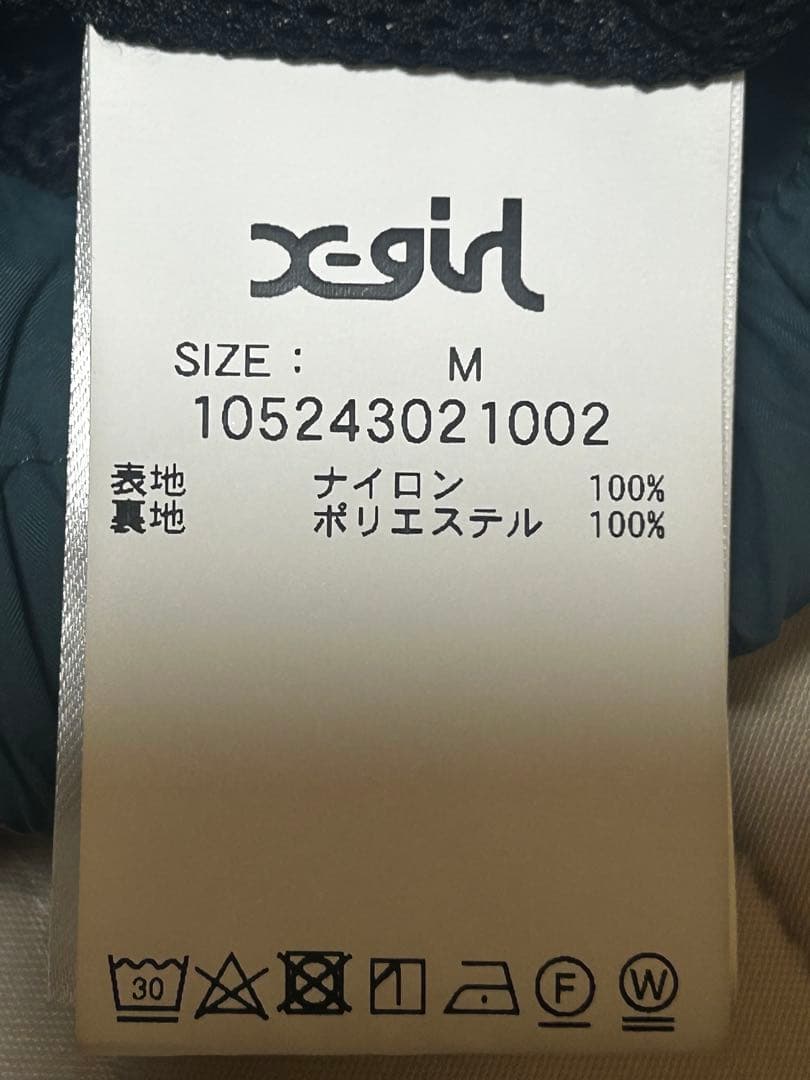 X-girl
SIZE : M
105243021002
表地 ナイロン 100%
裏地 ポリエステル 100%
30 F W